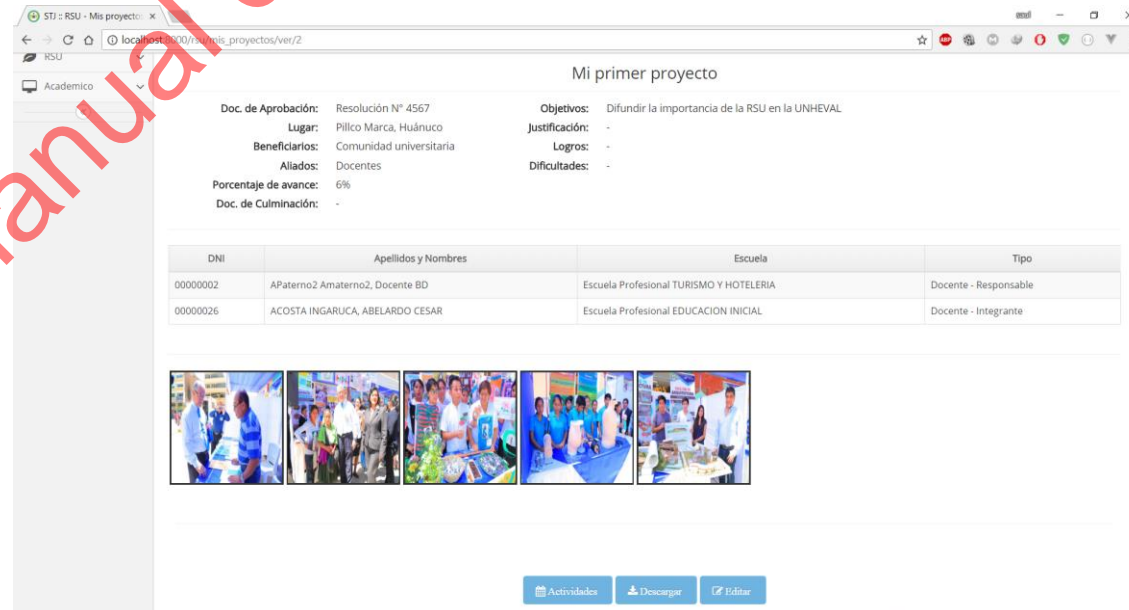 STJ :: RSU - Mis proyectos
localhost:8000/rsu/mis_proyectos/ver/2
RSU
Academico
Mi primer proyecto
Doc. de Aprobación: Resolución N° 4567 Objetivos: Difundir la importancia de la RSU en la UNHEVAL
Lugar: Pillco Marca, Huánuco Justificación: -
Beneficiarios: Comunidad universitaria Logros: -
Aliados: Docentes Dificultades: -
Porcentaje de avance: 6%
Doc. de Culminación: -
DNI Apellidos y Nombres Escuela Tipo
00000002 APaterno2 Amaterno2, Docente BD Escuela Profesional TURISMO Y HOTELERIA Docente - Responsable
00000026 ACOSTA INGARUCA, ABELARDO CESAR Escuela Profesional EDUCACION INICIAL Docente - Integrante
Actividades Descargar Editar
anual